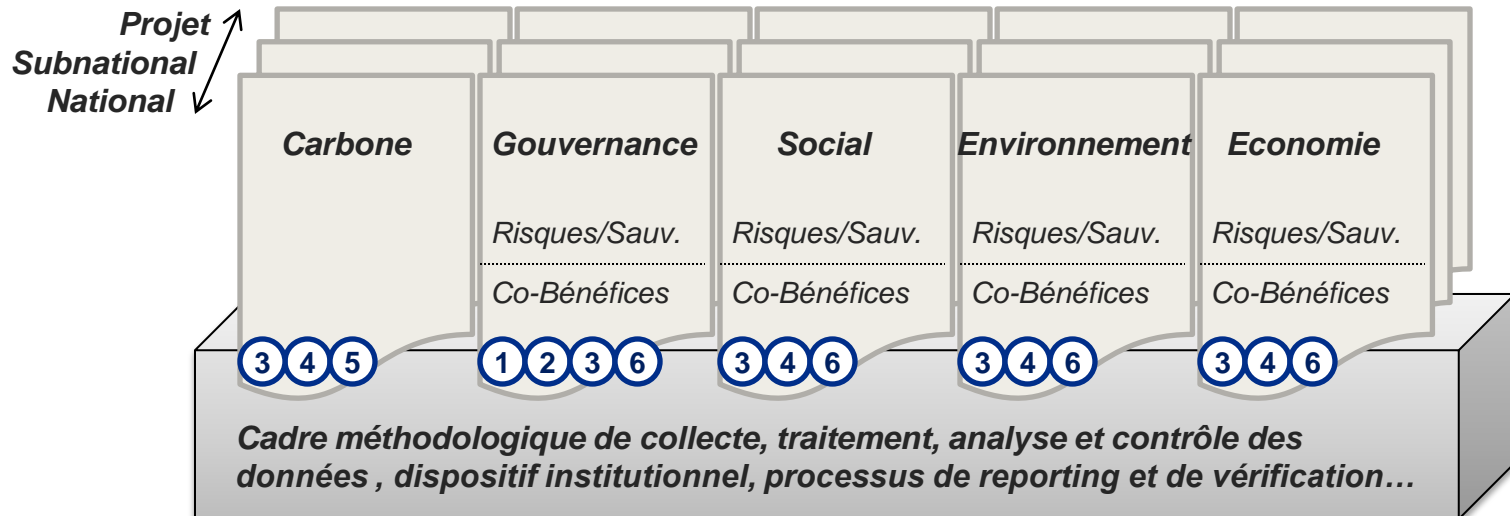 Projet
Subnational
National
Carbone
Gouvernance
Social
Environnement
Economie
Risques/Sauv.
Risques/Sauv.
Risques/Sauv.
Risques/Sauv.
Co-Bénéfices
Co-Bénéfices
Co-Bénéfices
Co-Bénéfices
3 4 5
1 2 3 6
3 4 6
3 4 6
3 4 6
Cadre méthodologique de collecte, traitement, analyse et contrôle des
données , dispositif institutionnel, processus de reporting et de vérification…